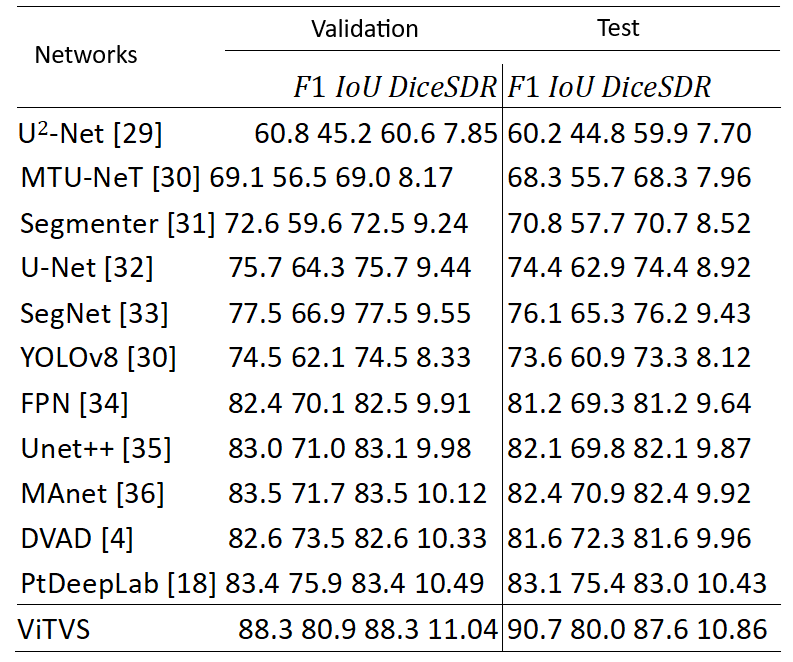 Validation Test
Networks
F1 IoU DiceSDR F1 IoU DiceSDR
U²-Net [29] 60.8 45.2 60.6 7.85 60.2 44.8 59.9 7.70
MTU-NeT [30] 69.1 56.5 69.0 8.17 68.3 55.7 68.3 7.96
Segmenter [31] 72.6 59.6 72.5 9.24 70.8 57.7 70.7 8.52
U-Net [32] 75.7 64.3 75.7 9.44 74.4 62.9 74.4 8.92
SegNet [33] 77.5 66.9 77.5 9.55 76.1 65.3 76.2 9.43
YOLOv8 [30] 74.5 62.1 74.5 8.33 73.6 60.9 73.3 8.12
FPN [34] 82.4 70.1 82.5 9.91 81.2 69.3 81.2 9.64
Unet++ [35] 83.0 71.0 83.1 9.98 82.1 69.8 82.1 9.87
MAnet [36] 83.5 71.7 83.5 10.12 82.4 70.9 82.4 9.92
DVAD [4] 82.6 73.5 82.6 10.33 81.6 72.3 81.6 9.96
PtDeepLab [18] 83.4 75.9 83.4 10.49 83.1 75.4 83.0 10.43
ViTVS 88.3 80.9 88.3 11.04 90.7 80.0 87.6 10.86